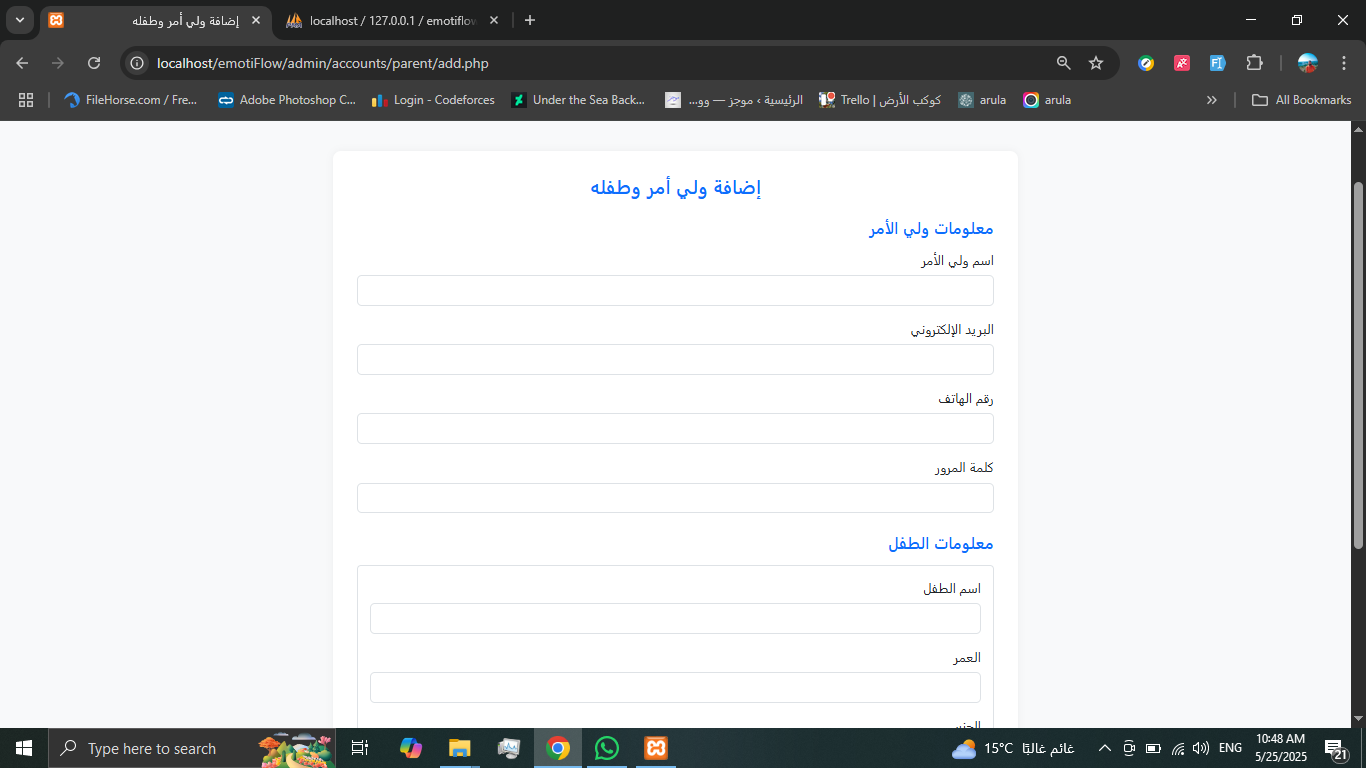 إضافة ولي أمر وطفله
localhost / 127.0.0.1 / emotiflow
localhost/emotiFlow/admin/accounts/parent/add.php
FileHorse.com / Fre...
Adobe Photoshop C...
Login - Codeforces
Under the Sea Back...
الرئيسية › موجز — وو...
كوكب الأرض | Trello
arula
arula
All Bookmarks
إضافة ولي أمر وطفله
معلومات ولي الأمر
اسم ولي الأمر
البريد الإلكتروني
رقم الهاتف
كلمة المرور
معلومات الطفل
اسم الطفل
العمر
Type here to search
15°C غائم غالبًا
ENG
10:48 AM
5/25/2025
21